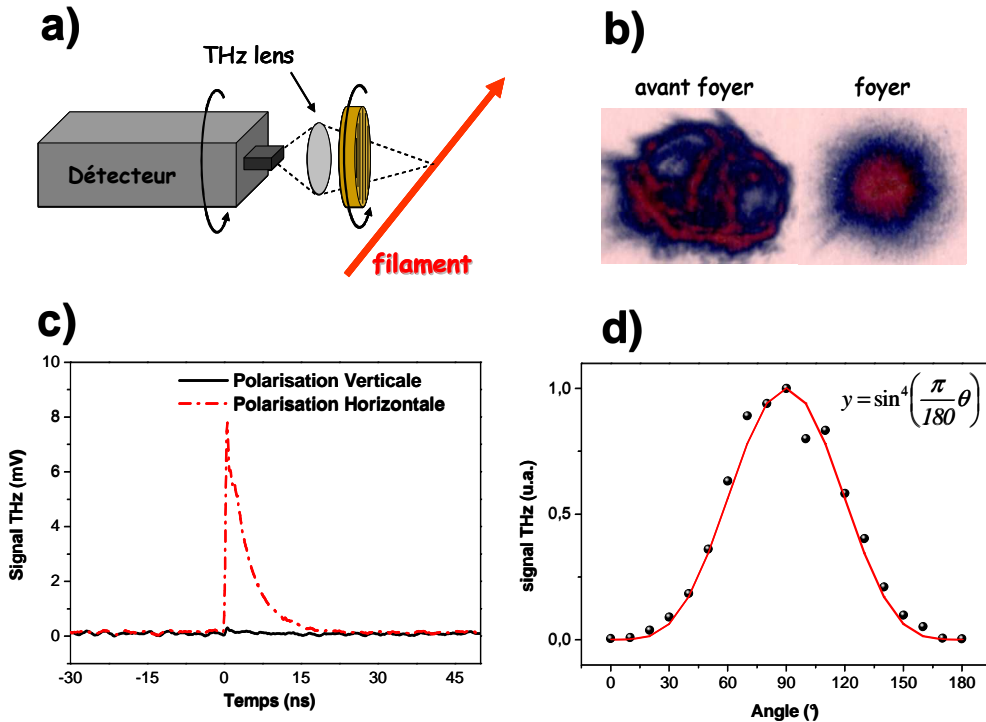 a)
THz lens
Détecteur
filament
b)
avant foyer
foyer
c)
10
8
6
4
2
0
Signal THz (mV)
Polarisation Verticale
Polarisation Horizontale
-30
-15
0
15
30
45
Temps (ns)
d)
1,0
0,5
0,0
signal THz (u.a.)
y = sin⁴(π/180 θ)
0
30
60
90
120
150
180
Angle (°)